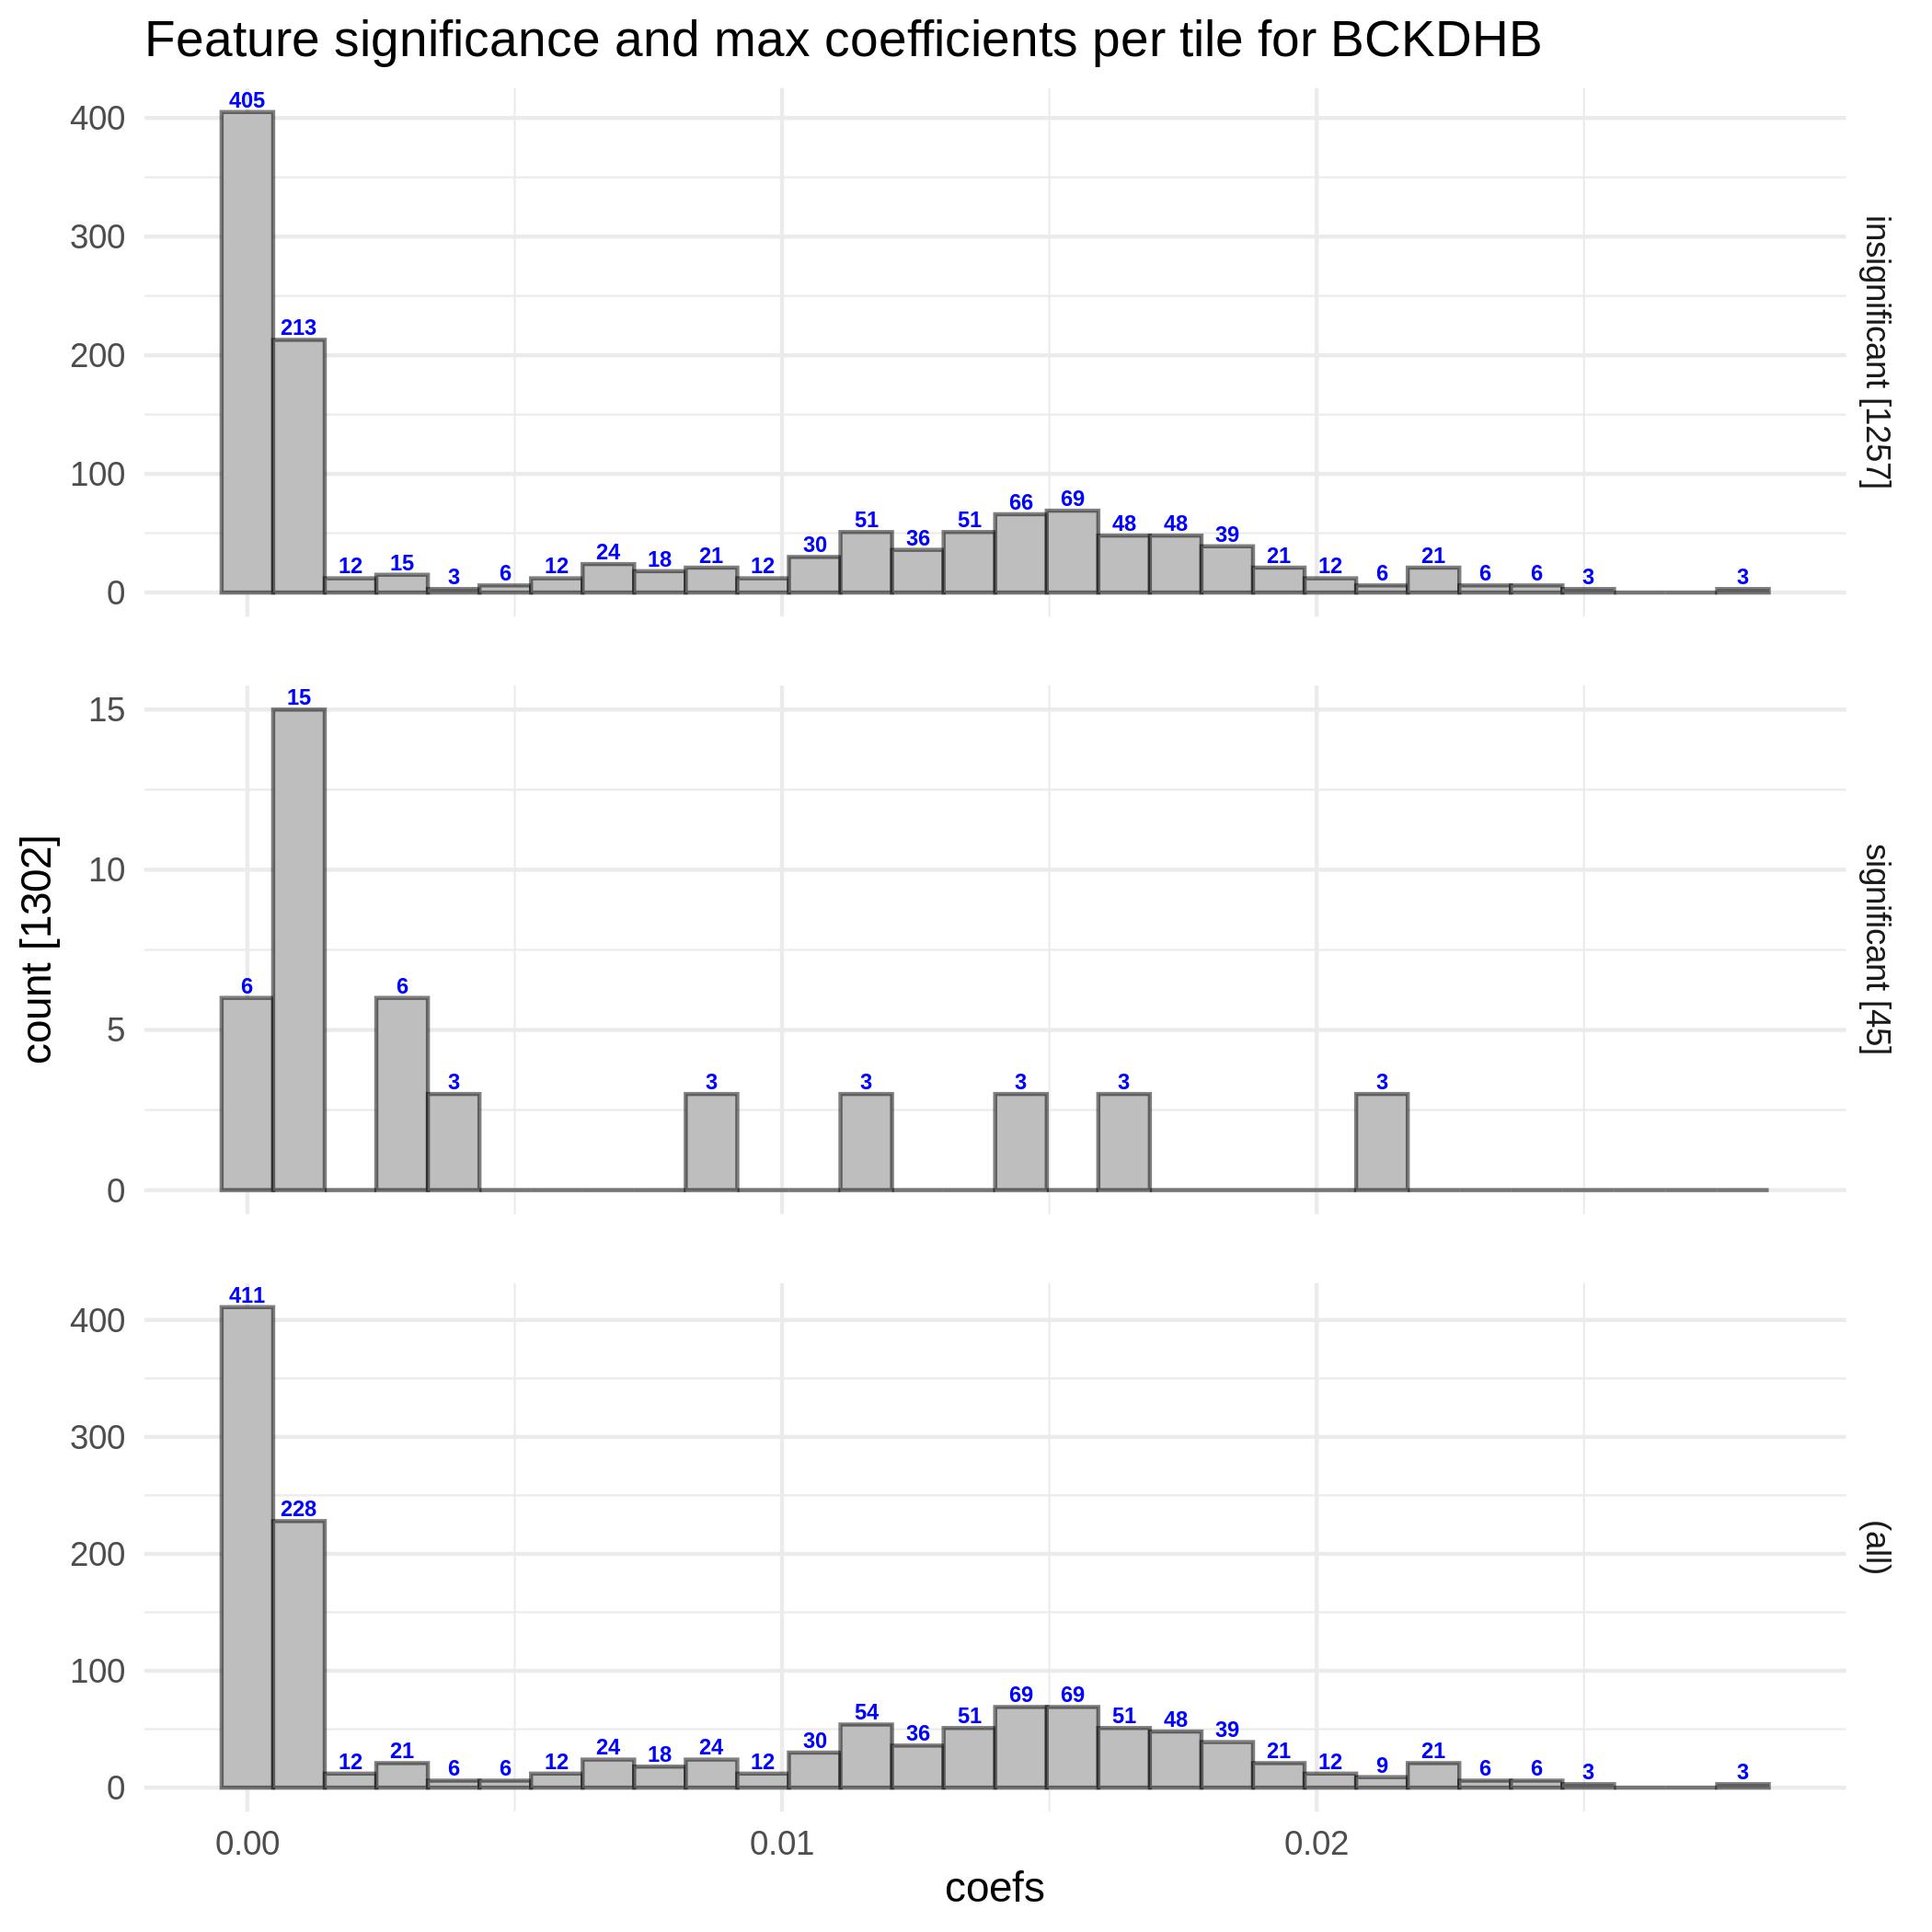 Feature significance and max coefficients per tile for BCKDHB
count [1302]
400
300
200
100
0
405
213
12 15 3 6 12 24 18 21 12 30 51 36 51 66 69 48 48 39 21 12 6 21 6 6 3 3
insignificant [1257]
15
10
5
0
6 15 6 3 3 3 3 3 3
significant [45]
400
300
200
100
0
411
228
12 21 6 6 12 24 18 24 12 30 54 36 51 69 69 51 48 39 21 12 9 21 6 6 3 3
(all)
0.00 0.01 0.02
coefs